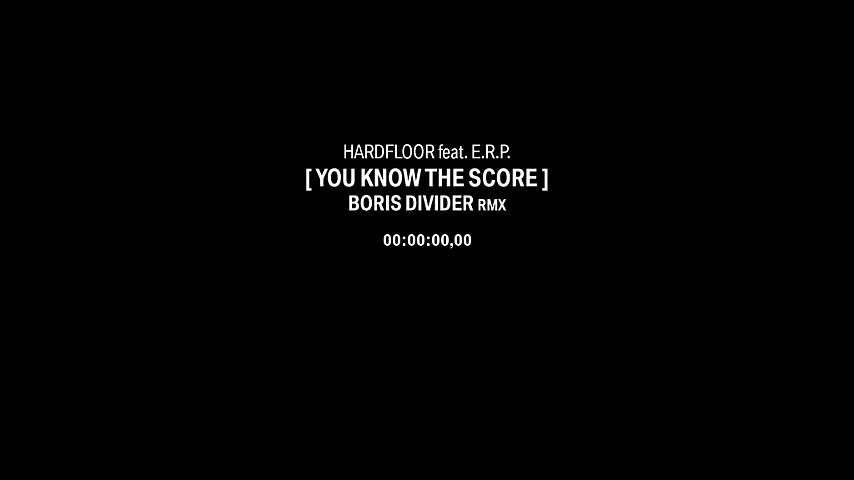 HARDFLOOR feat. E.R.P.
[ YOU KNOW THE SCORE ]
BORIS DIVIDER RMX
00:00:00,00